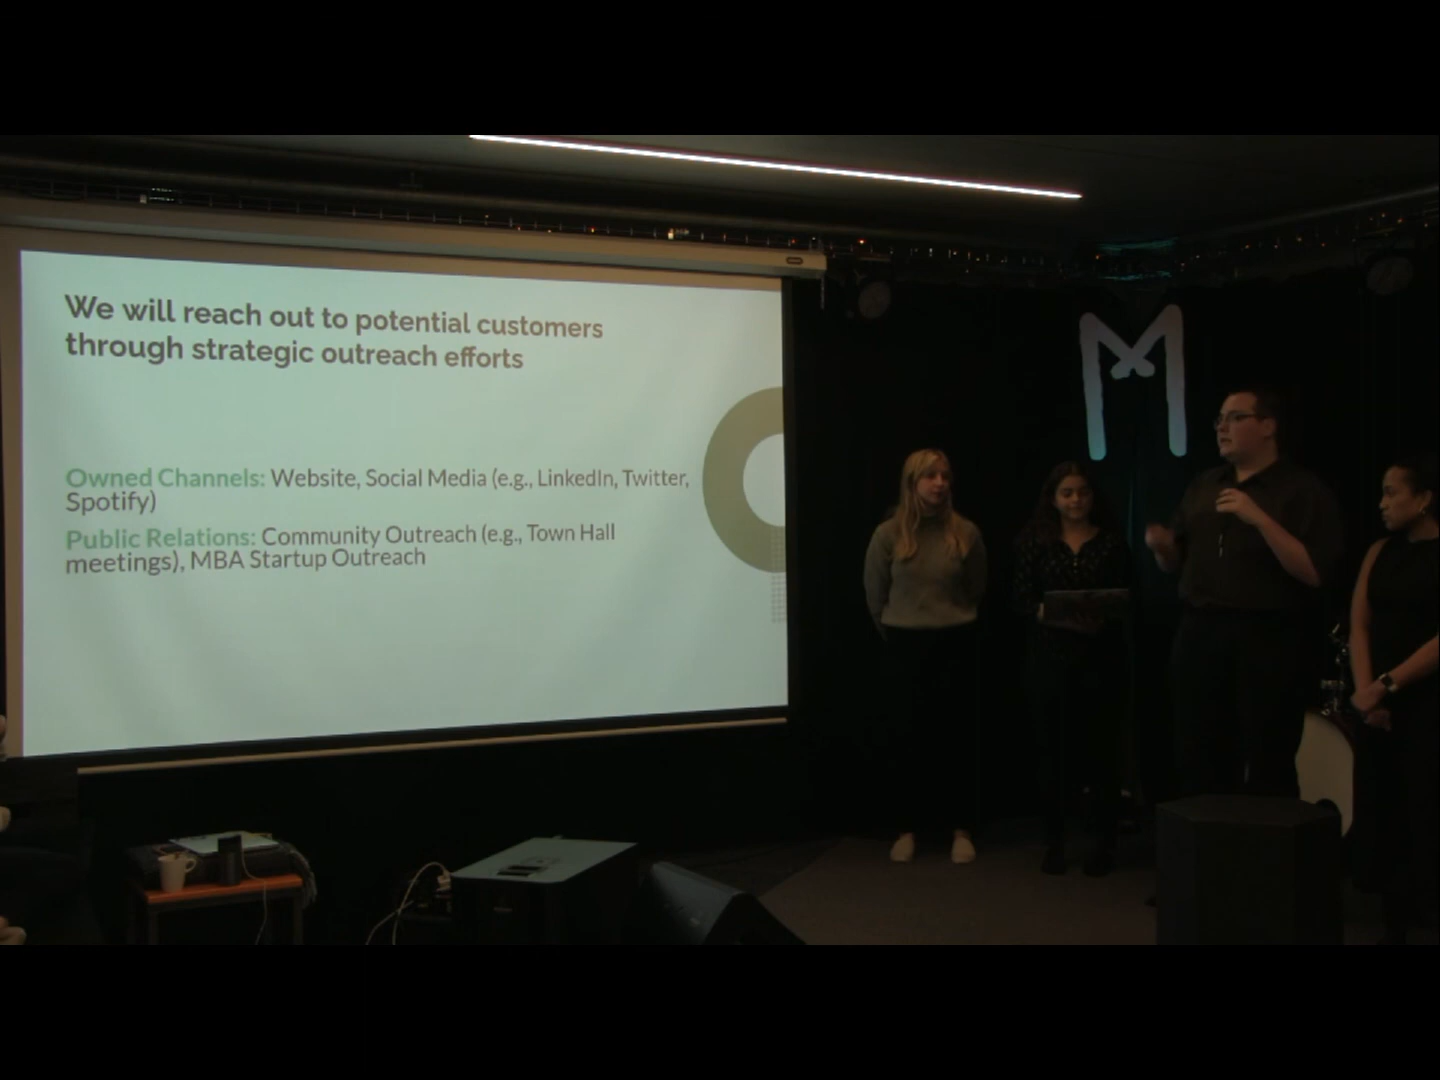 We will reach out to potential customers
through strategic outreach efforts
Owned Channels: Website, Social Media (e.g., LinkedIn, Twitter,
Spotify)
Public Relations: Community Outreach (e.g., Town Hall
meetings), MBA Startup Outreach
M